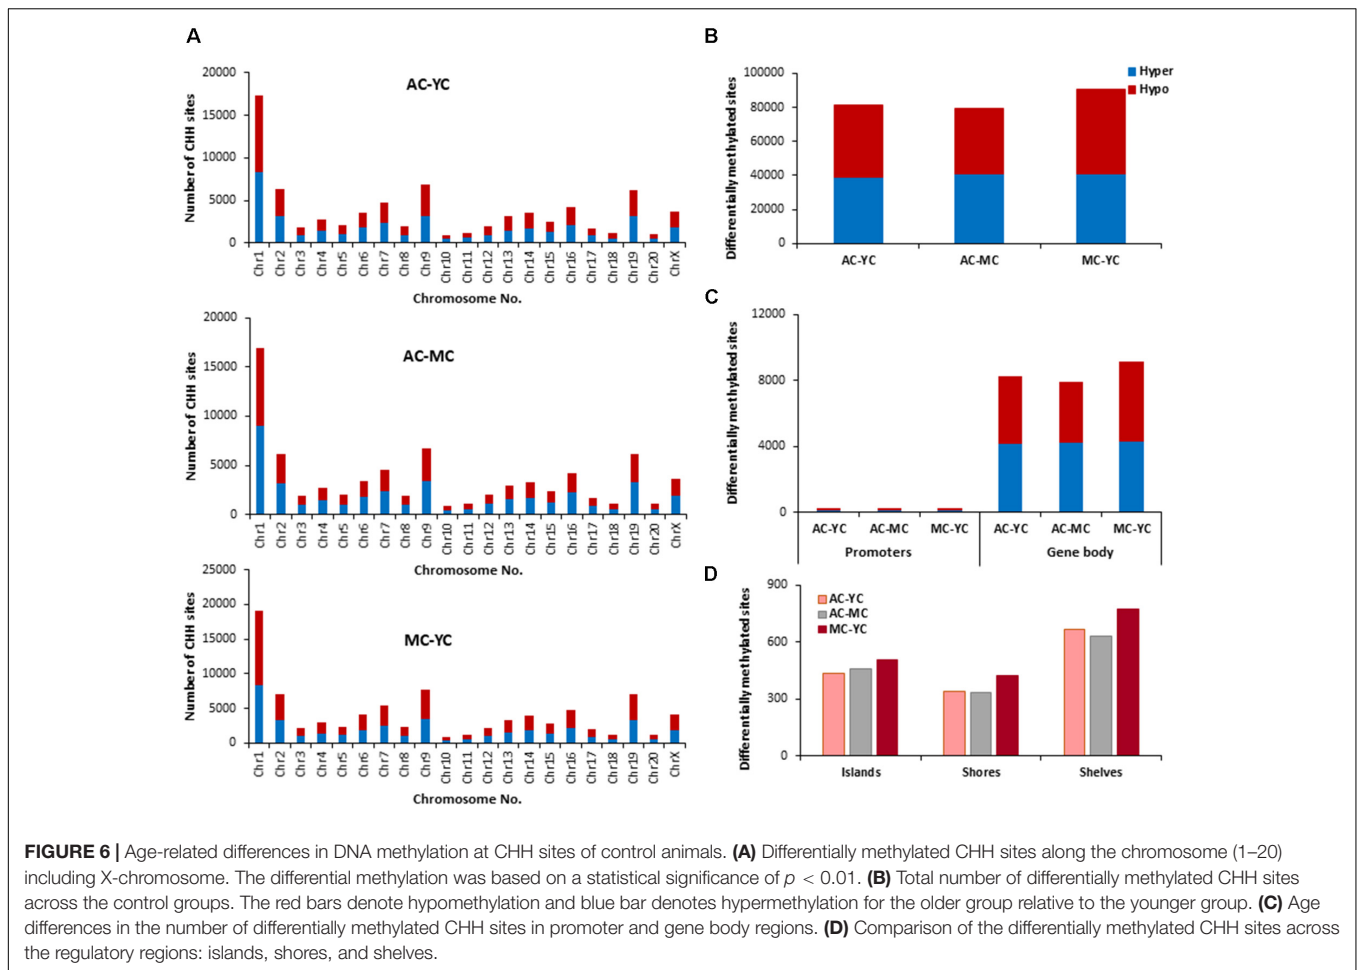 A
20000
15000
10000
5000
0
Number of CHH sites
AC-YC
Chr1 Chr2 Chr3 Chr4 Chr5 Chr6 Chr7 Chr8 Chr9 Chr10 Chr11 Chr12 Chr13 Chr14 Chr15 Chr16 Chr17 Chr18 Chr19 Chr20 ChrX
Chromosome No.
20000
15000
10000
5000
0
Number of CHH sites
AC-MC
Chr1 Chr2 Chr3 Chr4 Chr5 Chr6 Chr7 Chr8 Chr9 Chr10 Chr11 Chr12 Chr13 Chr14 Chr15 Chr16 Chr17 Chr18 Chr19 Chr20 ChrX
Chromosome No.
25000
20000
15000
10000
5000
0
Number of CHH sites
MC-YC
Chr1 Chr2 Chr3 Chr4 Chr5 Chr6 Chr7 Chr8 Chr9 Chr10 Chr11 Chr12 Chr13 Chr14 Chr15 Chr16 Chr17 Chr18 Chr19 Chr20 ChrX
Chromosome No.
B
100000
80000
60000
40000
20000
0
Differentially methylated sites
Hyper
Hypo
AC-YC AC-MC MC-YC
C
12000
8000
4000
0
Differentially methylated sites
AC-YC AC-MC MC-YC AC-YC AC-MC MC-YC
Promoters Gene body
D
900
600
300
0
Differentially methylated sites
AC-YC
AC-MC
MC-YC
Islands Shores Shelves
FIGURE 6 | Age-related differences in DNA methylation at CHH sites of control animals. (A) Differentially methylated CHH sites along the chromosome (1–20)
including X-chromosome. The differential methylation was based on a statistical significance of p < 0.01. (B) Total number of differentially methylated CHH sites
across the control groups. The red bars denote hypomethylation and blue bar denotes hypermethylation for the older group relative to the younger group. (C) Age
differences in the number of differentially methylated CHH sites in promoter and gene body regions. (D) Comparison of the differentially methylated CHH sites across
the regulatory regions: islands, shores, and shelves.